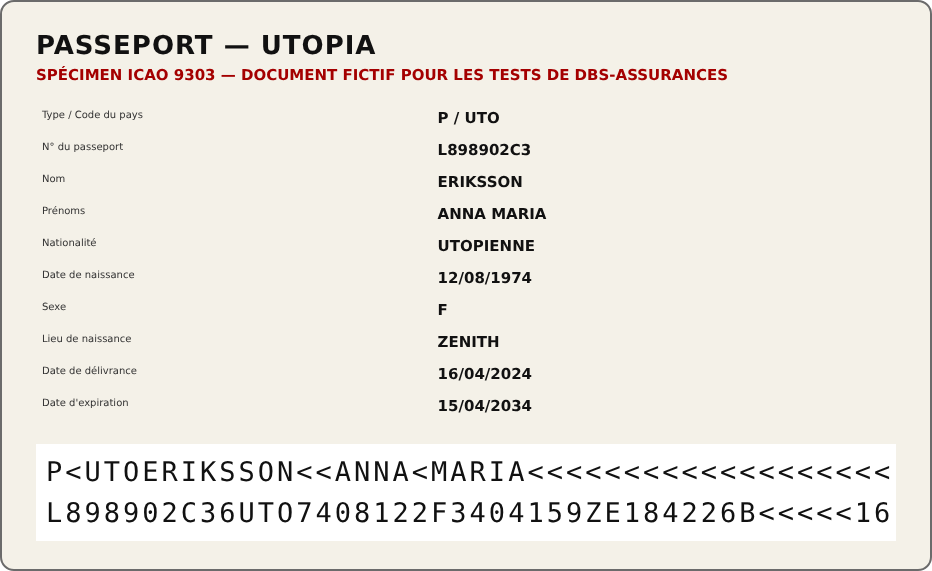 PASSEPORT — UTOPIA
SPÉCIMEN ICAO 9303 — DOCUMENT FICTIF POUR LES TESTS DE DBS-ASSURANCES
Type / Code du pays P / UTO
N° du passeport L898902C3
Nom ERIKSSON
Prénoms ANNA MARIA
Nationalité UTOPIENNE
Date de naissance 12/08/1974
Sexe F
Lieu de naissance ZENITH
Date de délivrance 16/04/2024
Date d'expiration 15/04/2034
P<UTOERIKSSON<<ANNA<MARIA<<<<<<<<<<<<<<<<<<<
L898902C36UTO7408122F3404159ZE184226B<<<<<16